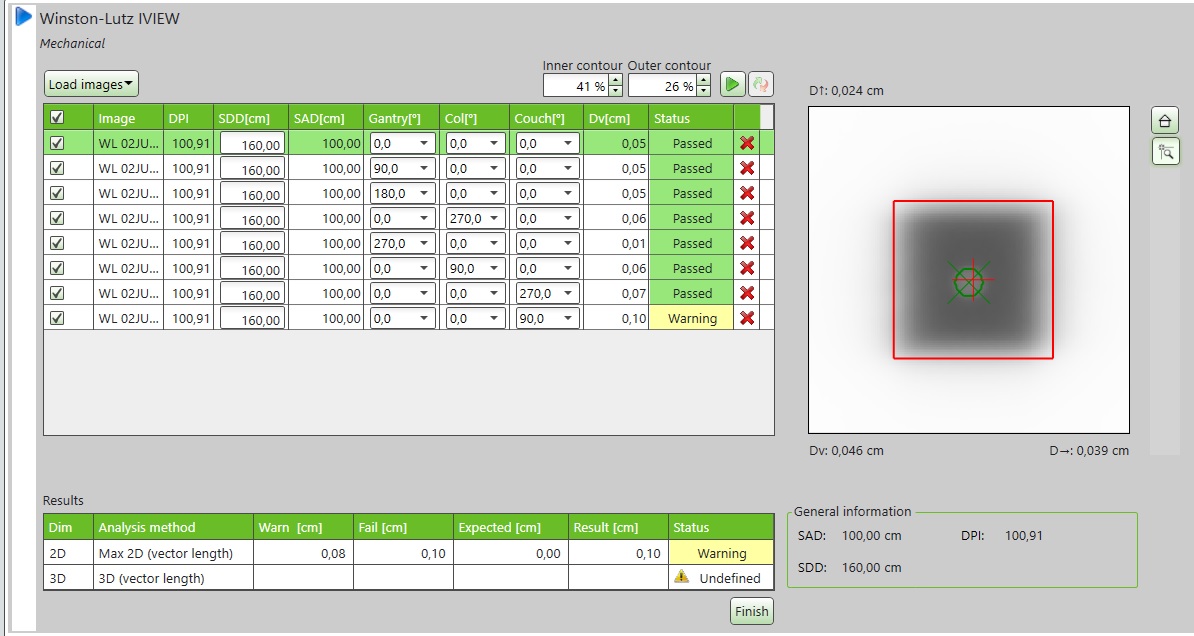 Winston-Lutz IVIEW
Mechanical
Load images
Inner contour Outer contour
41 % 26 %
D↑: 0,024 cm
Image DPI SDD[cm] SAD[cm] Gantry[°] Col[°] Couch[°] Dv[cm] Status
WL 02JU... 100,91 160,00 100,00 0,0 0,0 0,0 0,05 Passed
WL 02JU... 100,91 160,00 100,00 90,0 0,0 0,0 0,05 Passed
WL 02JU... 100,91 160,00 100,00 180,0 0,0 0,0 0,05 Passed
WL 02JU... 100,91 160,00 100,00 0,0 270,0 0,0 0,06 Passed
WL 02JU... 100,91 160,00 100,00 270,0 0,0 0,0 0,01 Passed
WL 02JU... 100,91 160,00 100,00 0,0 90,0 0,0 0,06 Passed
WL 02JU... 100,91 160,00 100,00 0,0 0,0 270,0 0,07 Passed
WL 02JU... 100,91 160,00 100,00 0,0 0,0 90,0 0,10 Warning
Dv: 0,046 cm D→: 0,039 cm
Results
Dim Analysis method Warn [cm] Fail [cm] Expected [cm] Result [cm] Status
2D Max 2D (vector length) 0,08 0,10 0,00 0,10 Warning
3D 3D (vector length) Undefined
General information
SAD: 100,00 cm DPI: 100,91
SDD: 160,00 cm
Finish